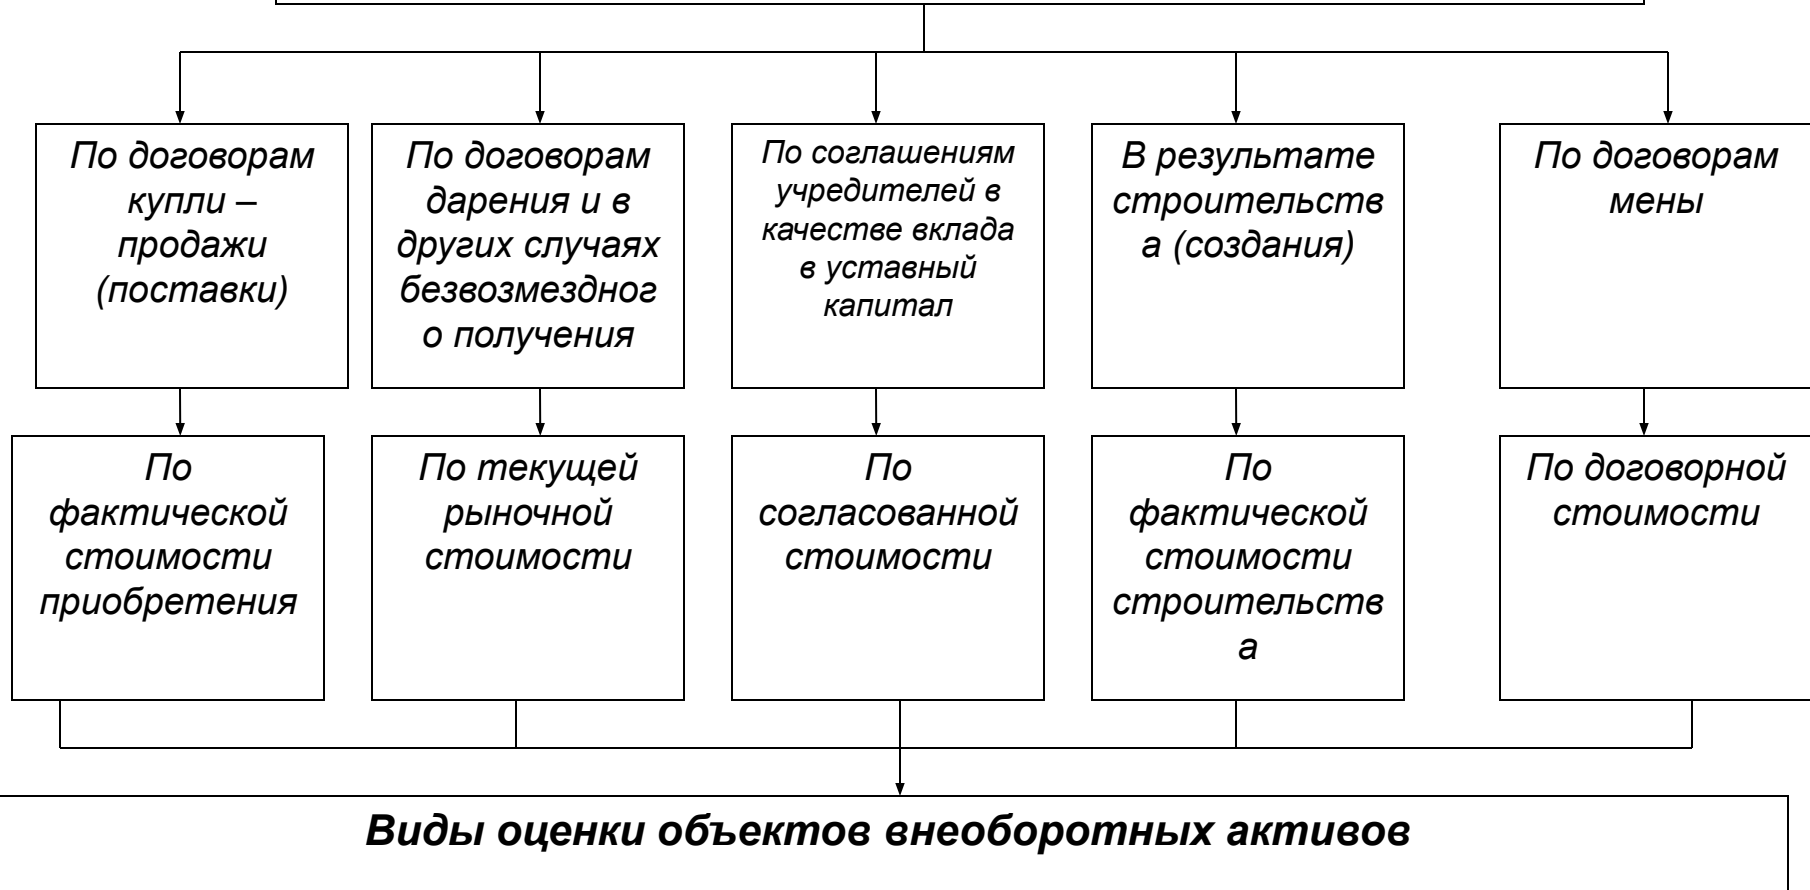 По договорам
купли –
продажи
(поставки)
По договорам
дарения и в
других случаях
безвозмездног
о получения
По соглашениям
учредителей в
качестве вклада
в уставный
капитал
В результате
строительств
а (создания)
По договорам
мены
По
фактической
стоимости
приобретения
По текущей
рыночной
стоимости
По
согласованной
стоимости
По
фактической
стоимости
строительств
а
По договорной
стоимости
Виды оценки объектов внеоборотных активов